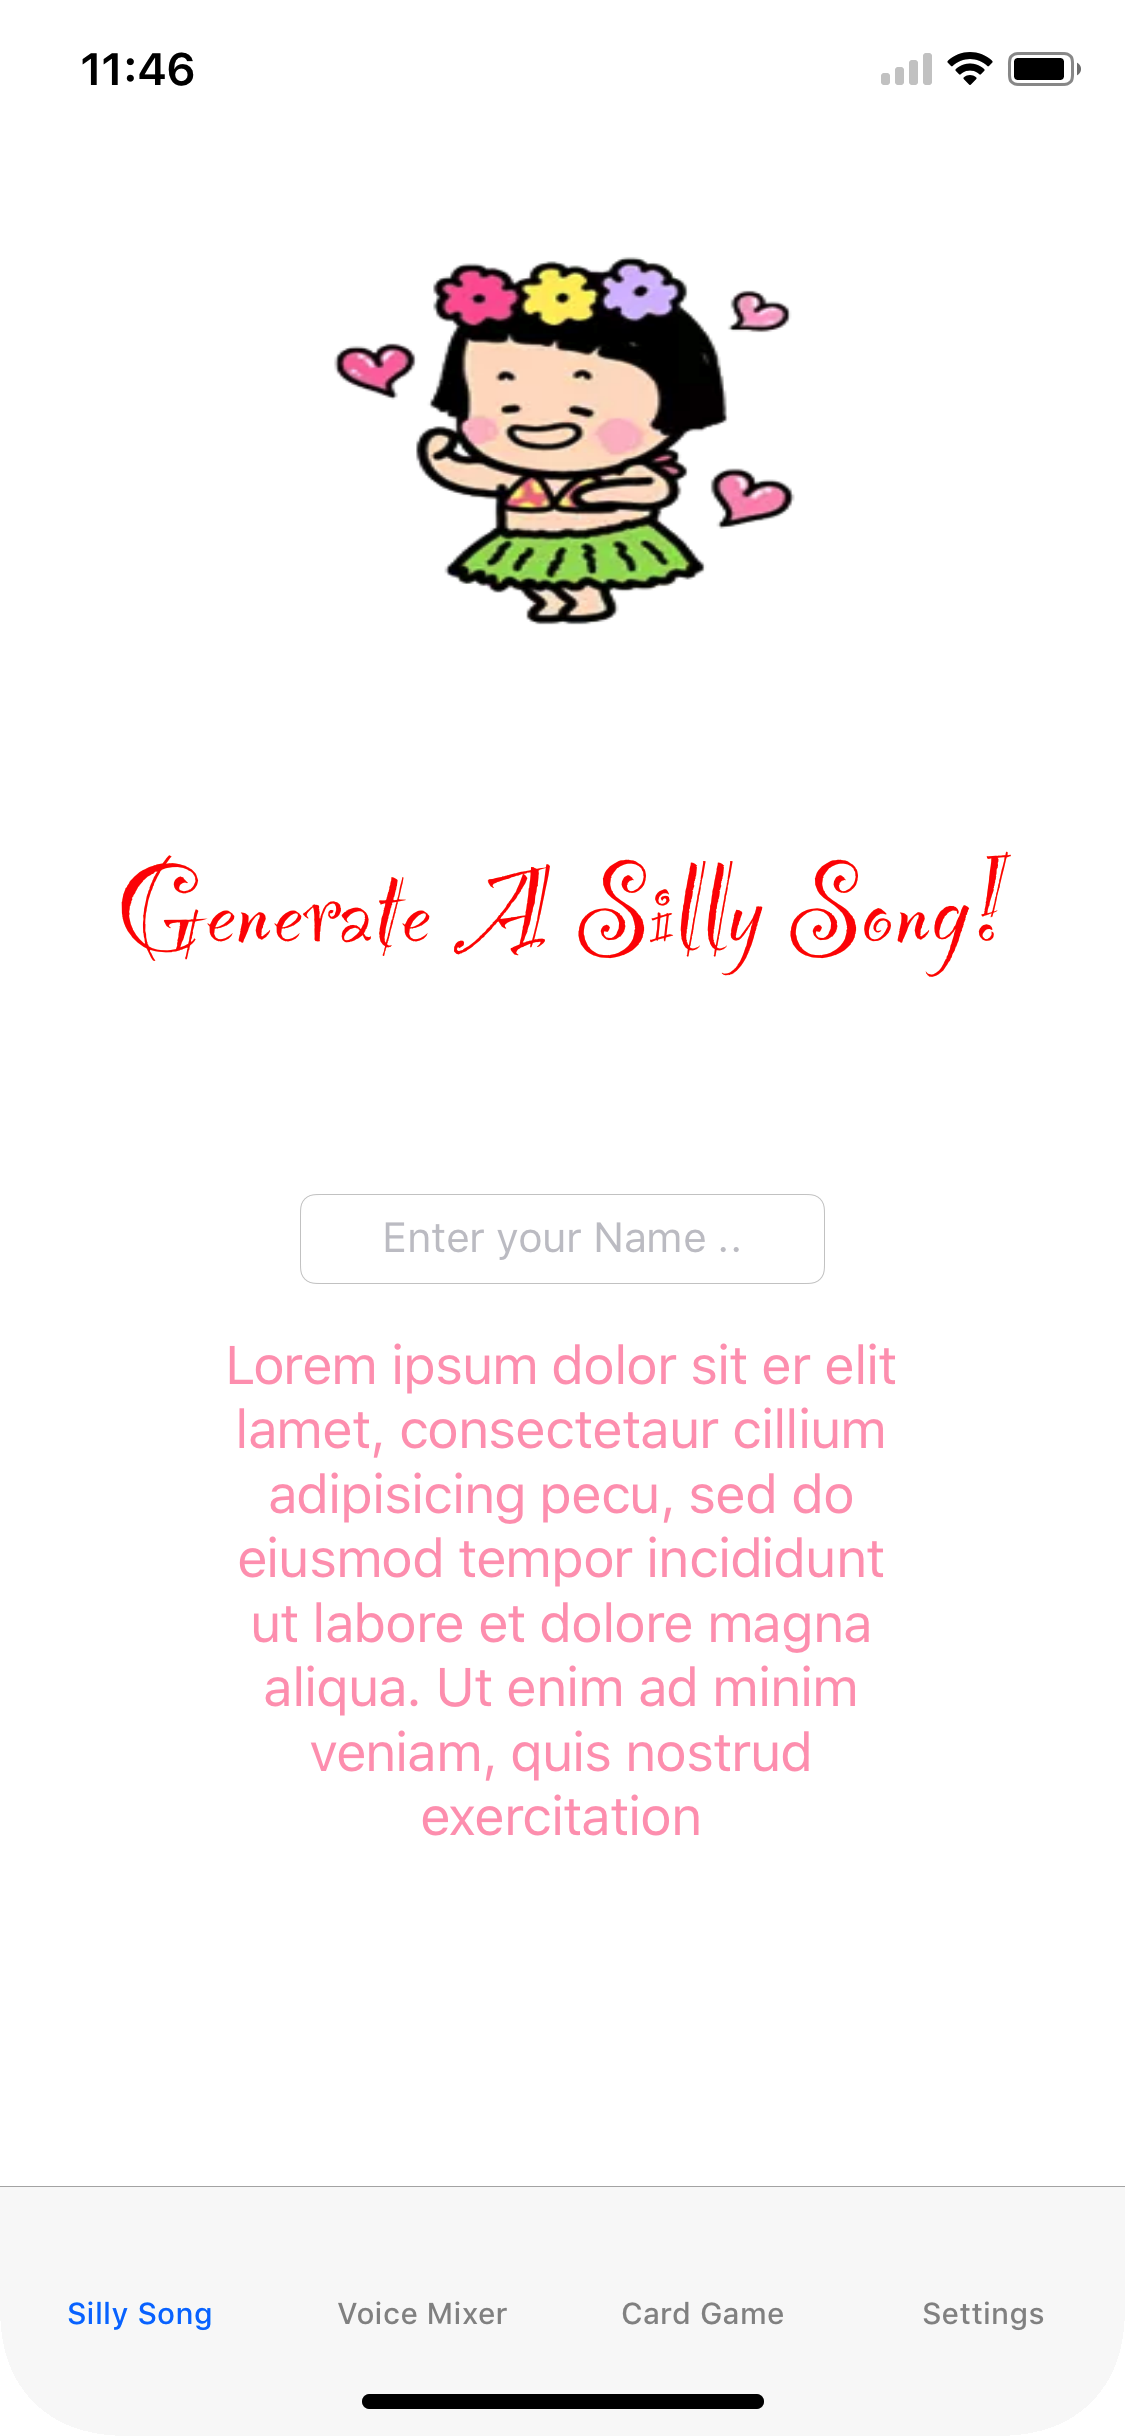 11:46
Generate A Silly Song!
Enter your Name ..
Lorem ipsum dolor sit er elit
lamet, consectetaur cillium
adipisicing pecu, sed do
eiusmod tempor incididunt
ut labore et dolore magna
aliqua. Ut enim ad minim
veniam, quis nostrud
exercitation
Silly Song Voice Mixer Card Game Settings